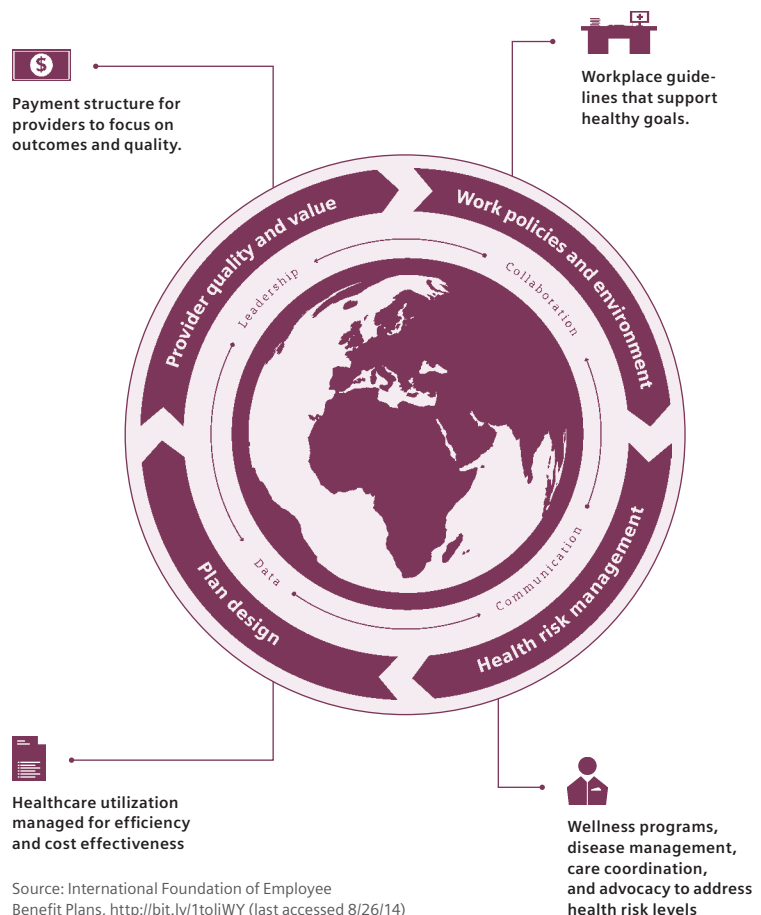 $
Payment structure for
providers to focus on
outcomes and quality.
Workplace guide-
lines that support
healthy goals.
Provider quality and value
Work policies and environment
Leadership
Collaboration
Data
Communication
Plan design
Health risk management
Healthcare utilization
managed for efficiency
and cost effectiveness
Wellness programs,
disease management,
care coordination,
and advocacy to address
health risk levels
Source: International Foundation of Employee
Benefit Plans, http://bit.ly/1toljWY (last accessed 8/26/14)